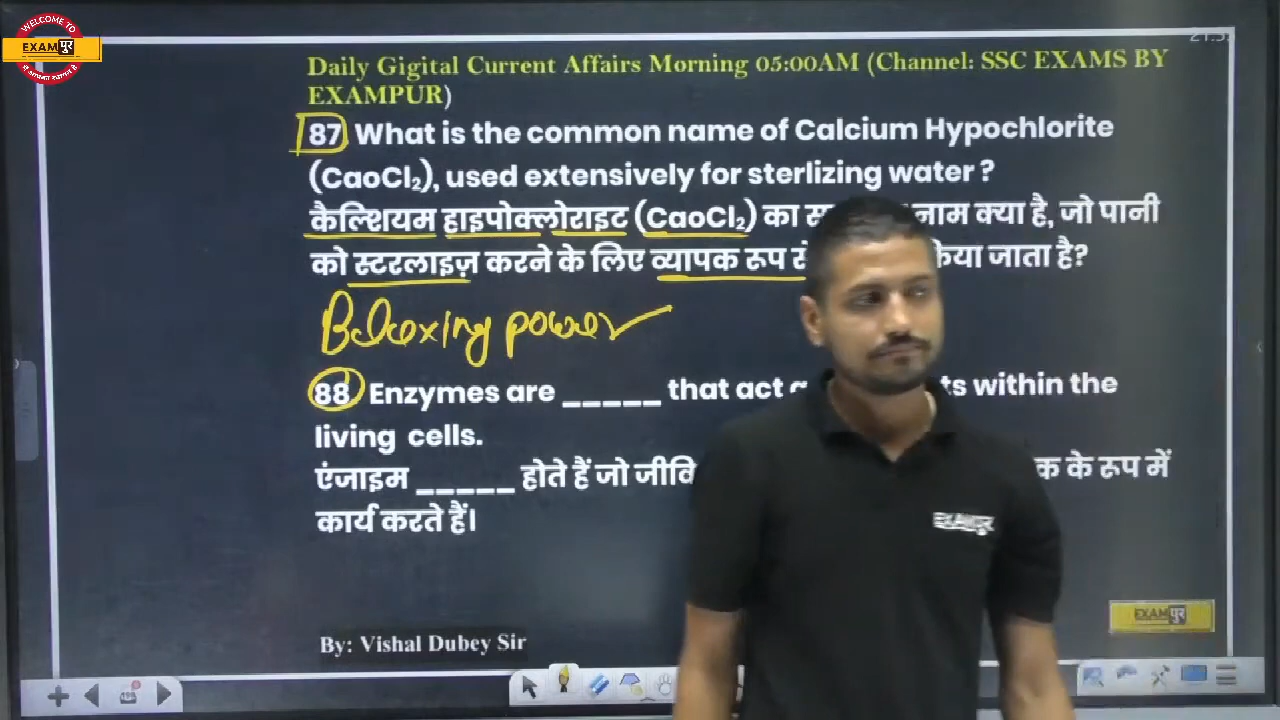 WELCOME TO
EXAMपुर
Daily Gigital Current Affairs Morning 05:00AM (Channel: SSC EXAMS BY
EXAMPUR)
87 What is the common name of Calcium Hypochlorite
(CaoCl₂), used extensively for sterlizing water ?
कैल्शियम हाइपोक्लोराइट (CaoCl₂) का नाम क्या है, जो पानी
को स्टरलाइज़ करने के लिए व्यापक रूप किया जाता है?
power
88 Enzymes are _____ that act within the
living cells.
एंजाइम _____ होते हैं जो के रूप में
कार्य करते हैं।
EXAMपुर
EXAMपुर
By: Vishal Dubey Sir